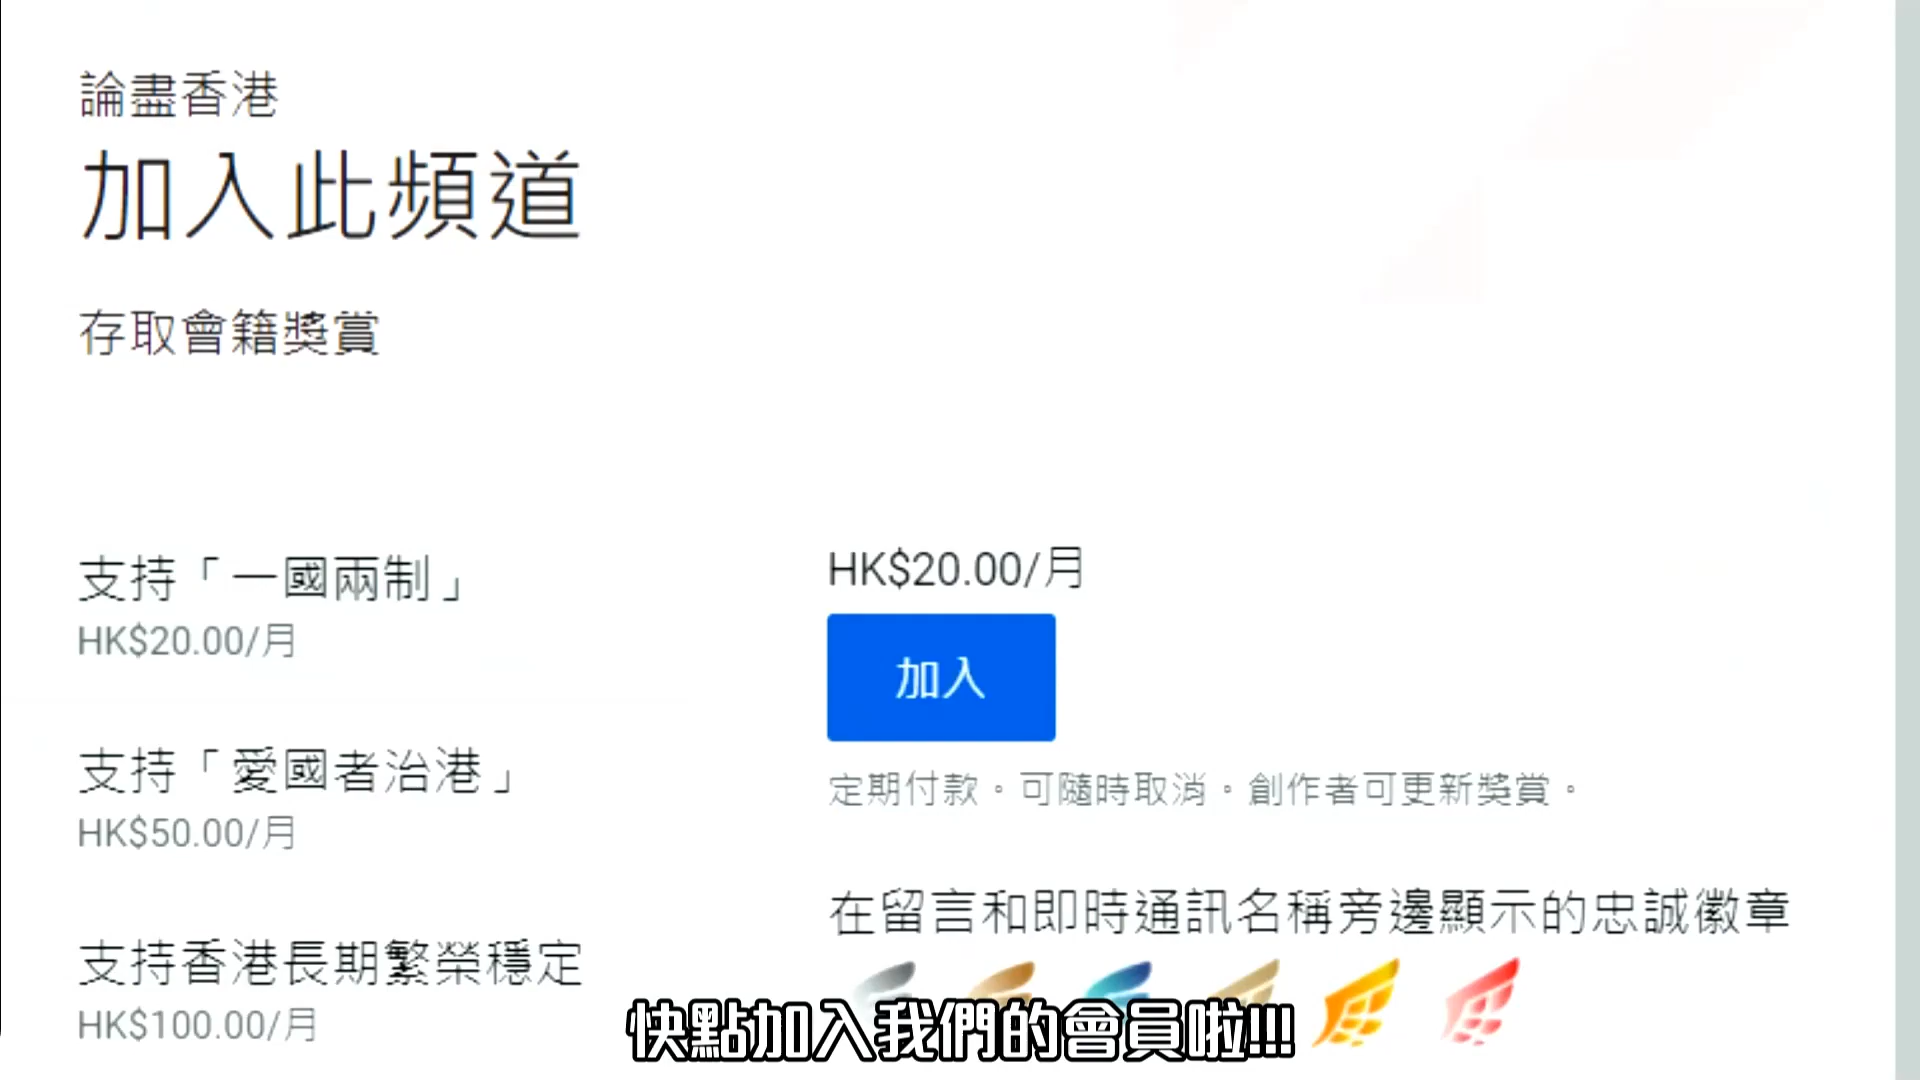 論盡香港
加入此頻道
存取會籍獎賞
支持「一國兩制」
HK$20.00/月
支持「愛國者治港」
HK$50.00/月
支持香港長期繁榮穩定
HK$100.00/月
HK$20.00/月
加入
定期付款。可隨時取消。創作者可更新獎賞。
在留言和即時通訊名稱旁邊顯示的忠誠徽章
快點加入我們的會員啦!!!